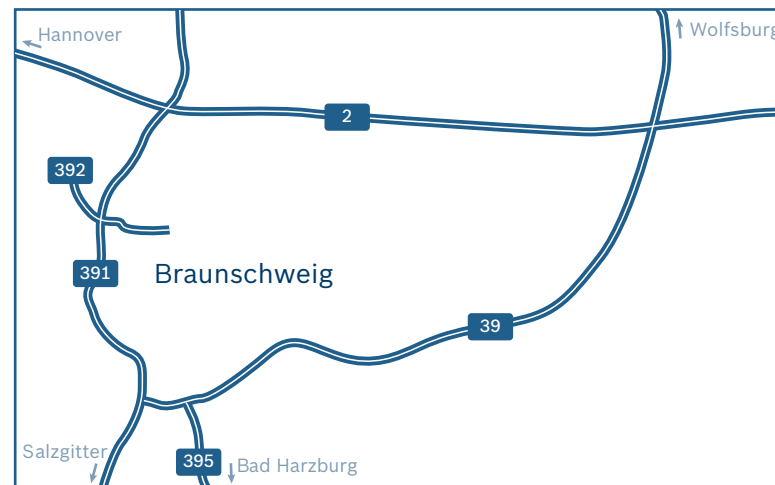 Hannover
Wolfsburg
2
392
391
Braunschweig
39
Salzgitter
395
Bad Harzburg